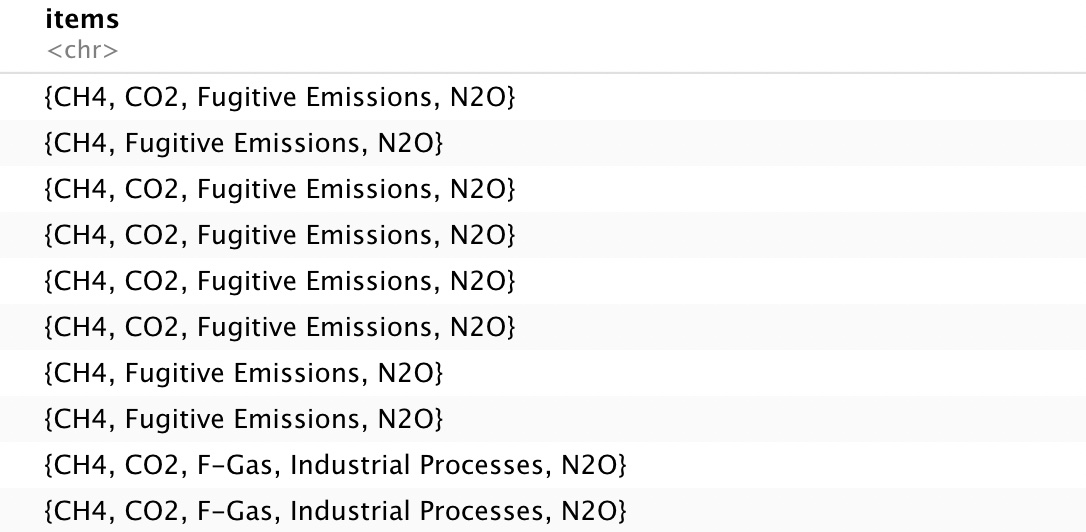 items
<chr>
{CH4, CO2, Fugitive Emissions, N2O}
{CH4, Fugitive Emissions, N2O}
{CH4, CO2, Fugitive Emissions, N2O}
{CH4, CO2, Fugitive Emissions, N2O}
{CH4, CO2, Fugitive Emissions, N2O}
{CH4, CO2, Fugitive Emissions, N2O}
{CH4, Fugitive Emissions, N2O}
{CH4, Fugitive Emissions, N2O}
{CH4, CO2, F-Gas, Industrial Processes, N2O}
{CH4, CO2, F-Gas, Industrial Processes, N2O}